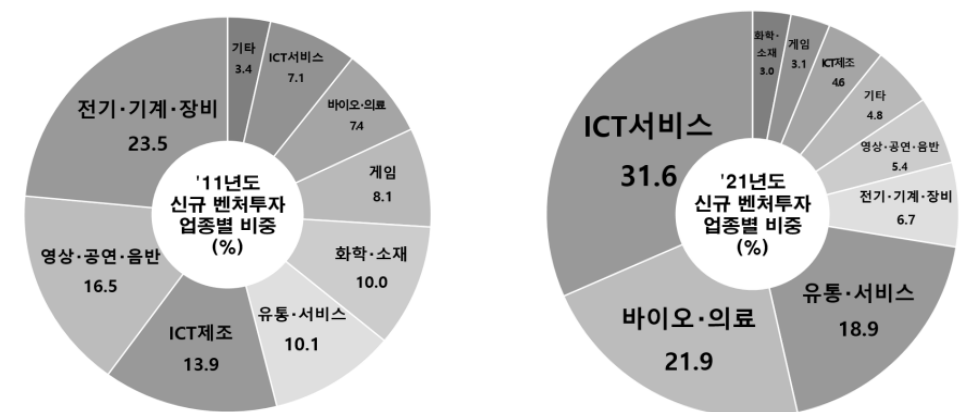 기타
3.4
ICT서비스
7.1
바이오·의료
7.4
게임
8.1
화학·소재
10.0
유통·서비스
10.1
ICT제조
13.9
영상·공연·음반
16.5
전기·기계·장비
23.5
'11년도
신규 벤처투자
업종별 비중
(%)
화학·
소재
3.0
게임
3.1
ICT제조
4.6
기타
4.8
영상·공연·음반
5.4
전기·기계·장비
6.7
유통·서비스
18.9
바이오·의료
21.9
ICT서비스
31.6
'21년도
신규 벤처투자
업종별 비중
(%)